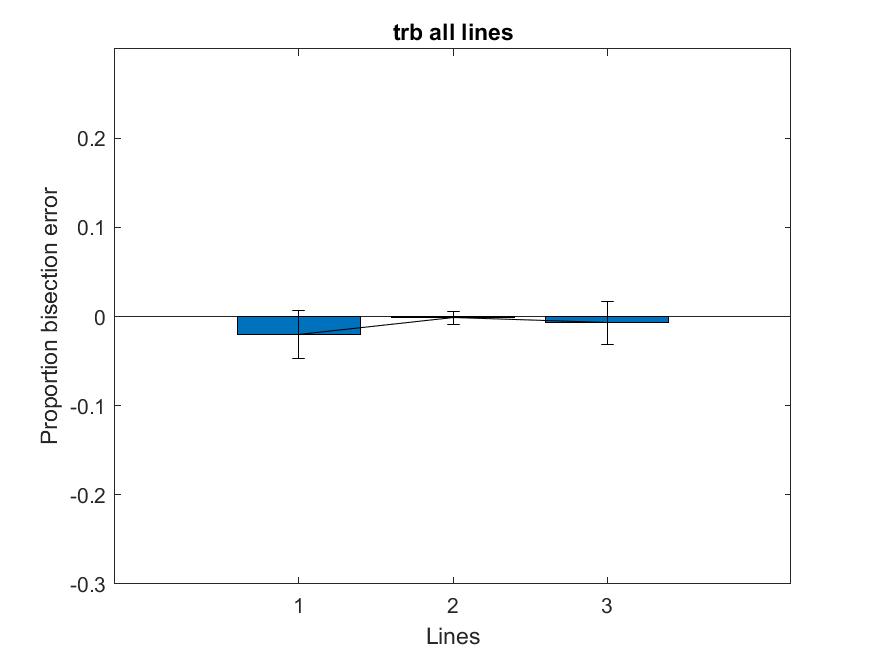 trb all lines
Proportion bisection error
0.2
0.1
0
-0.1
-0.2
-0.3
1 2 3
Lines